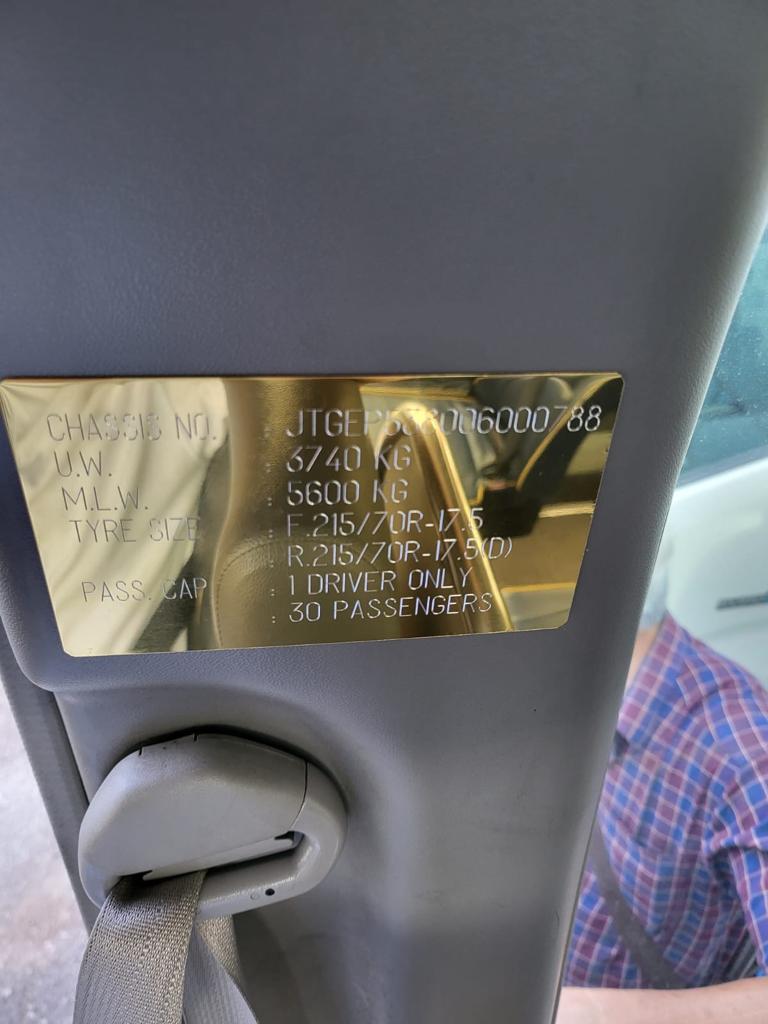 CHASSIS NO. :
U.W. : 3740 KG
M.L.W. : 5600 KG
TYRE SIZE : F.215/70R-17.5
: R.215/70R-17.5(D)
PASS. CAP : 1 DRIVER ONLY
: 30 PASSENGERS